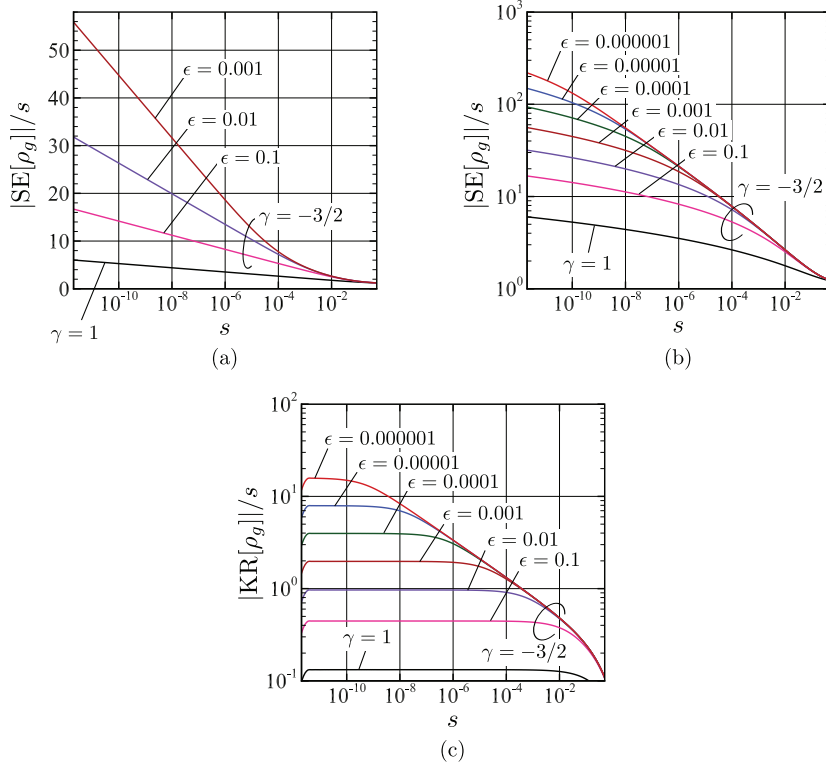 |SE[ρ_g]|/s
50
40
30
20
10
0
ϵ = 0.001
ϵ = 0.01
ϵ = 0.1
γ = −3/2
γ = 1
10^-10
10^-8
10^-6
10^-4
10^-2
s
(a)
|SE[ρ_g]|/s
10^3
10^2
10^1
10^0
ϵ = 0.000001
ϵ = 0.00001
ϵ = 0.0001
ϵ = 0.001
ϵ = 0.01
ϵ = 0.1
γ = −3/2
γ = 1
10^-10
10^-8
10^-6
10^-4
10^-2
s
(b)
|KR[ρ_g]|/s
10^2
10^1
10^0
10^-1
ϵ = 0.000001
ϵ = 0.00001
ϵ = 0.0001
ϵ = 0.001
ϵ = 0.01
ϵ = 0.1
γ = 1
γ = −3/2
10^-10
10^-8
10^-6
10^-4
10^-2
s
(c)